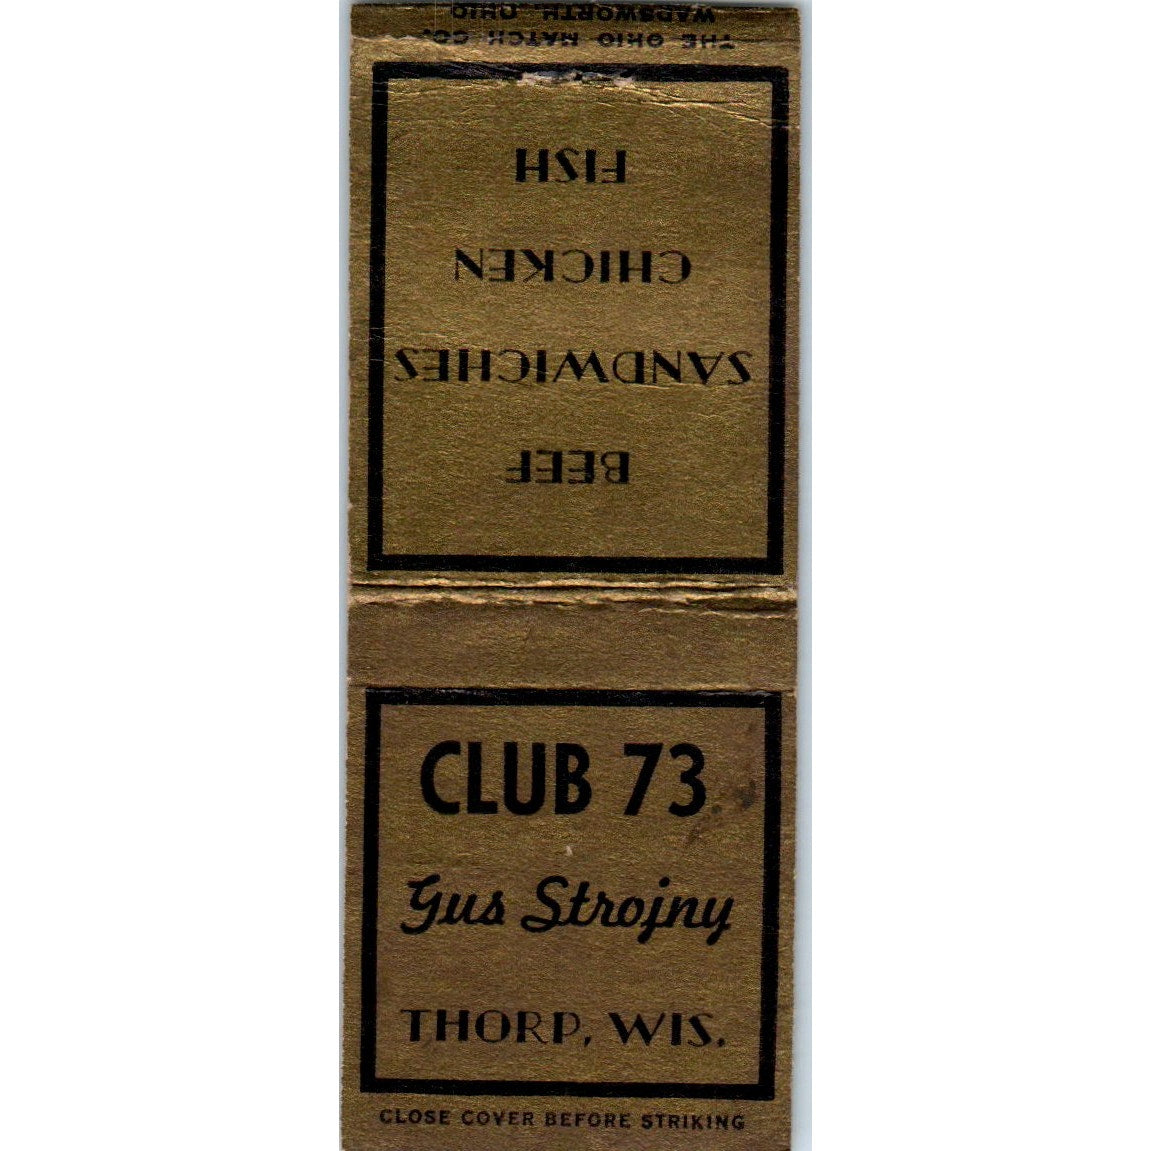 CLUB 73
Gus Strojny
THORP, WIS.
CLOSE COVER BEFORE STRIKING
BEEF
SANDWICHES
CHICKEN
FISH
THE OHIO MATCH CO.
WADSWORTH OHIO